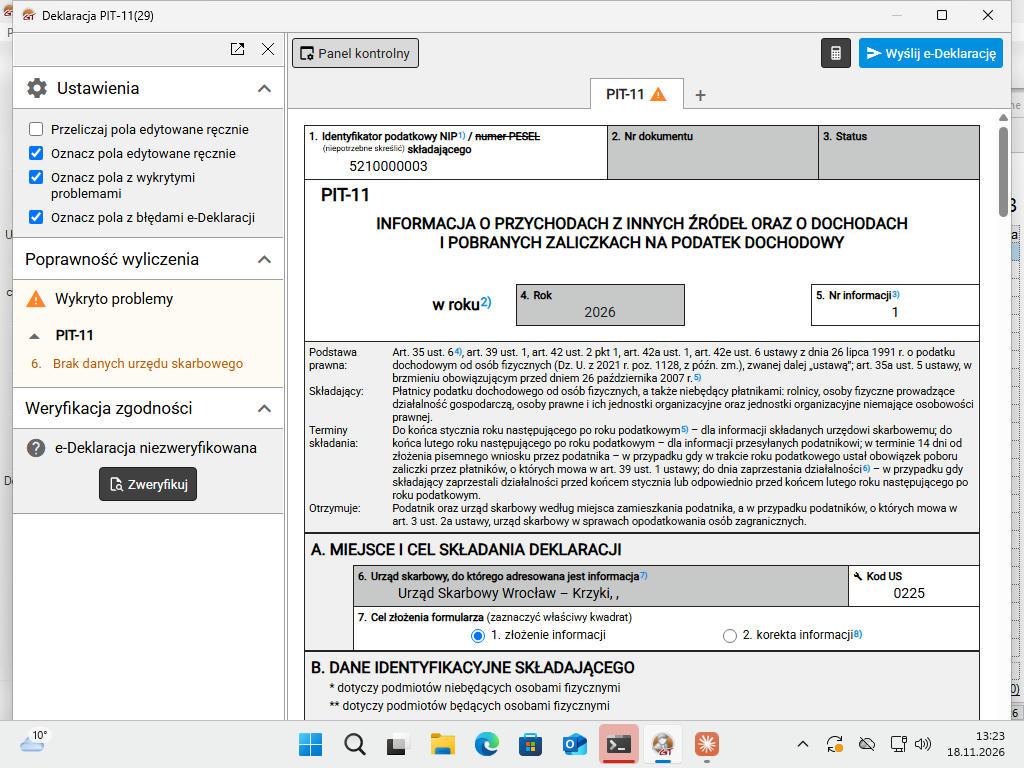 Deklaracja PIT-11(29)
Ustawienia
Przeliczaj pola edytowane ręcznie
Oznacz pola edytowane ręcznie
Oznacz pola z wykrytymi
problemami
Oznacz pola z błędami e-Deklaracji
Poprawność wyliczenia
Wykryto problemy
PIT-11
6. Brak danych urzędu skarbowego
Weryfikacja zgodności
e-Deklaracja niezweryfikowana
Zweryfikuj
Panel kontrolny
Wyślij e-Deklarację
PIT-11
+
1. Identyfikator podatkowy NIP1) / numer PESEL
(niepotrzebne skreślić) składającego
5210000003
2. Nr dokumentu
3. Status
PIT-11
INFORMACJA O PRZYCHODACH Z INNYCH ŹRÓDEŁ ORAZ O DOCHODACH
I POBRANYCH ZALICZKACH NA PODATEK DOCHODOWY
w roku2)
4. Rok
2026
5. Nr informacji3)
1
Podstawa prawna: Art. 35 ust. 64), art. 39 ust. 1, art. 42 ust. 2 pkt 1, art. 42a ust. 1, art. 42e ust. 6 ustawy z dnia 26 lipca 1991 r. o podatku
dochodowym od osób fizycznych (Dz. U. z 2021 r. poz. 1128, z późn. zm.), zwanej dalej „ustawą”; art. 35a ust. 5 ustawy, w
brzmieniu obowiązującym przed dniem 26 października 2007 r.5)
Składający: Płatnicy podatku dochodowego od osób fizycznych, a także niebędący płatnikami: rolnicy, osoby fizyczne prowadzące
działalność gospodarczą, osoby prawne i ich jednostki organizacyjne oraz jednostki organizacyjne niemające osobowości
prawnej.
Terminy składania: Do końca stycznia roku następującego po roku podatkowym5) – dla informacji składanych urzędowi skarbowemu; do
końca lutego roku następującego po roku podatkowym – dla informacji przesyłanych podatnikowi; w terminie 14 dni od
złożenia pisemnego wniosku przez podatnika – w przypadku gdy w trakcie roku podatkowego ustał obowiązek poboru
zaliczki przez płatników, o których mowa w art. 39 ust. 1 ustawy; do dnia zaprzestania działalności6) – w przypadku gdy
składający zaprzestali działalności przed końcem stycznia lub odpowiednio przed końcem lutego roku następującego po
roku podatkowym.
Otrzymuje: Podatnik oraz urząd skarbowy według miejsca zamieszkania podatnika, a w przypadku podatników, o których mowa w
art. 3 ust. 2a ustawy, urząd skarbowy w sprawach opodatkowania osób zagranicznych.
A. MIEJSCE I CEL SKŁADANIA DEKLARACJI
6. Urząd skarbowy, do którego adresowana jest informacja7)
Urząd Skarbowy Wrocław – Krzyki, ,
Kod US
0225
7. Cel złożenia formularza (zaznaczyć właściwy kwadrat)
1. złożenie informacji
2. korekta informacji8)
B. DANE IDENTYFIKACYJNE SKŁADAJĄCEGO
* dotyczy podmiotów niebędących osobami fizycznymi
** dotyczy podmiotów będących osobami fizycznymi
10°
13:23
18.11.2026